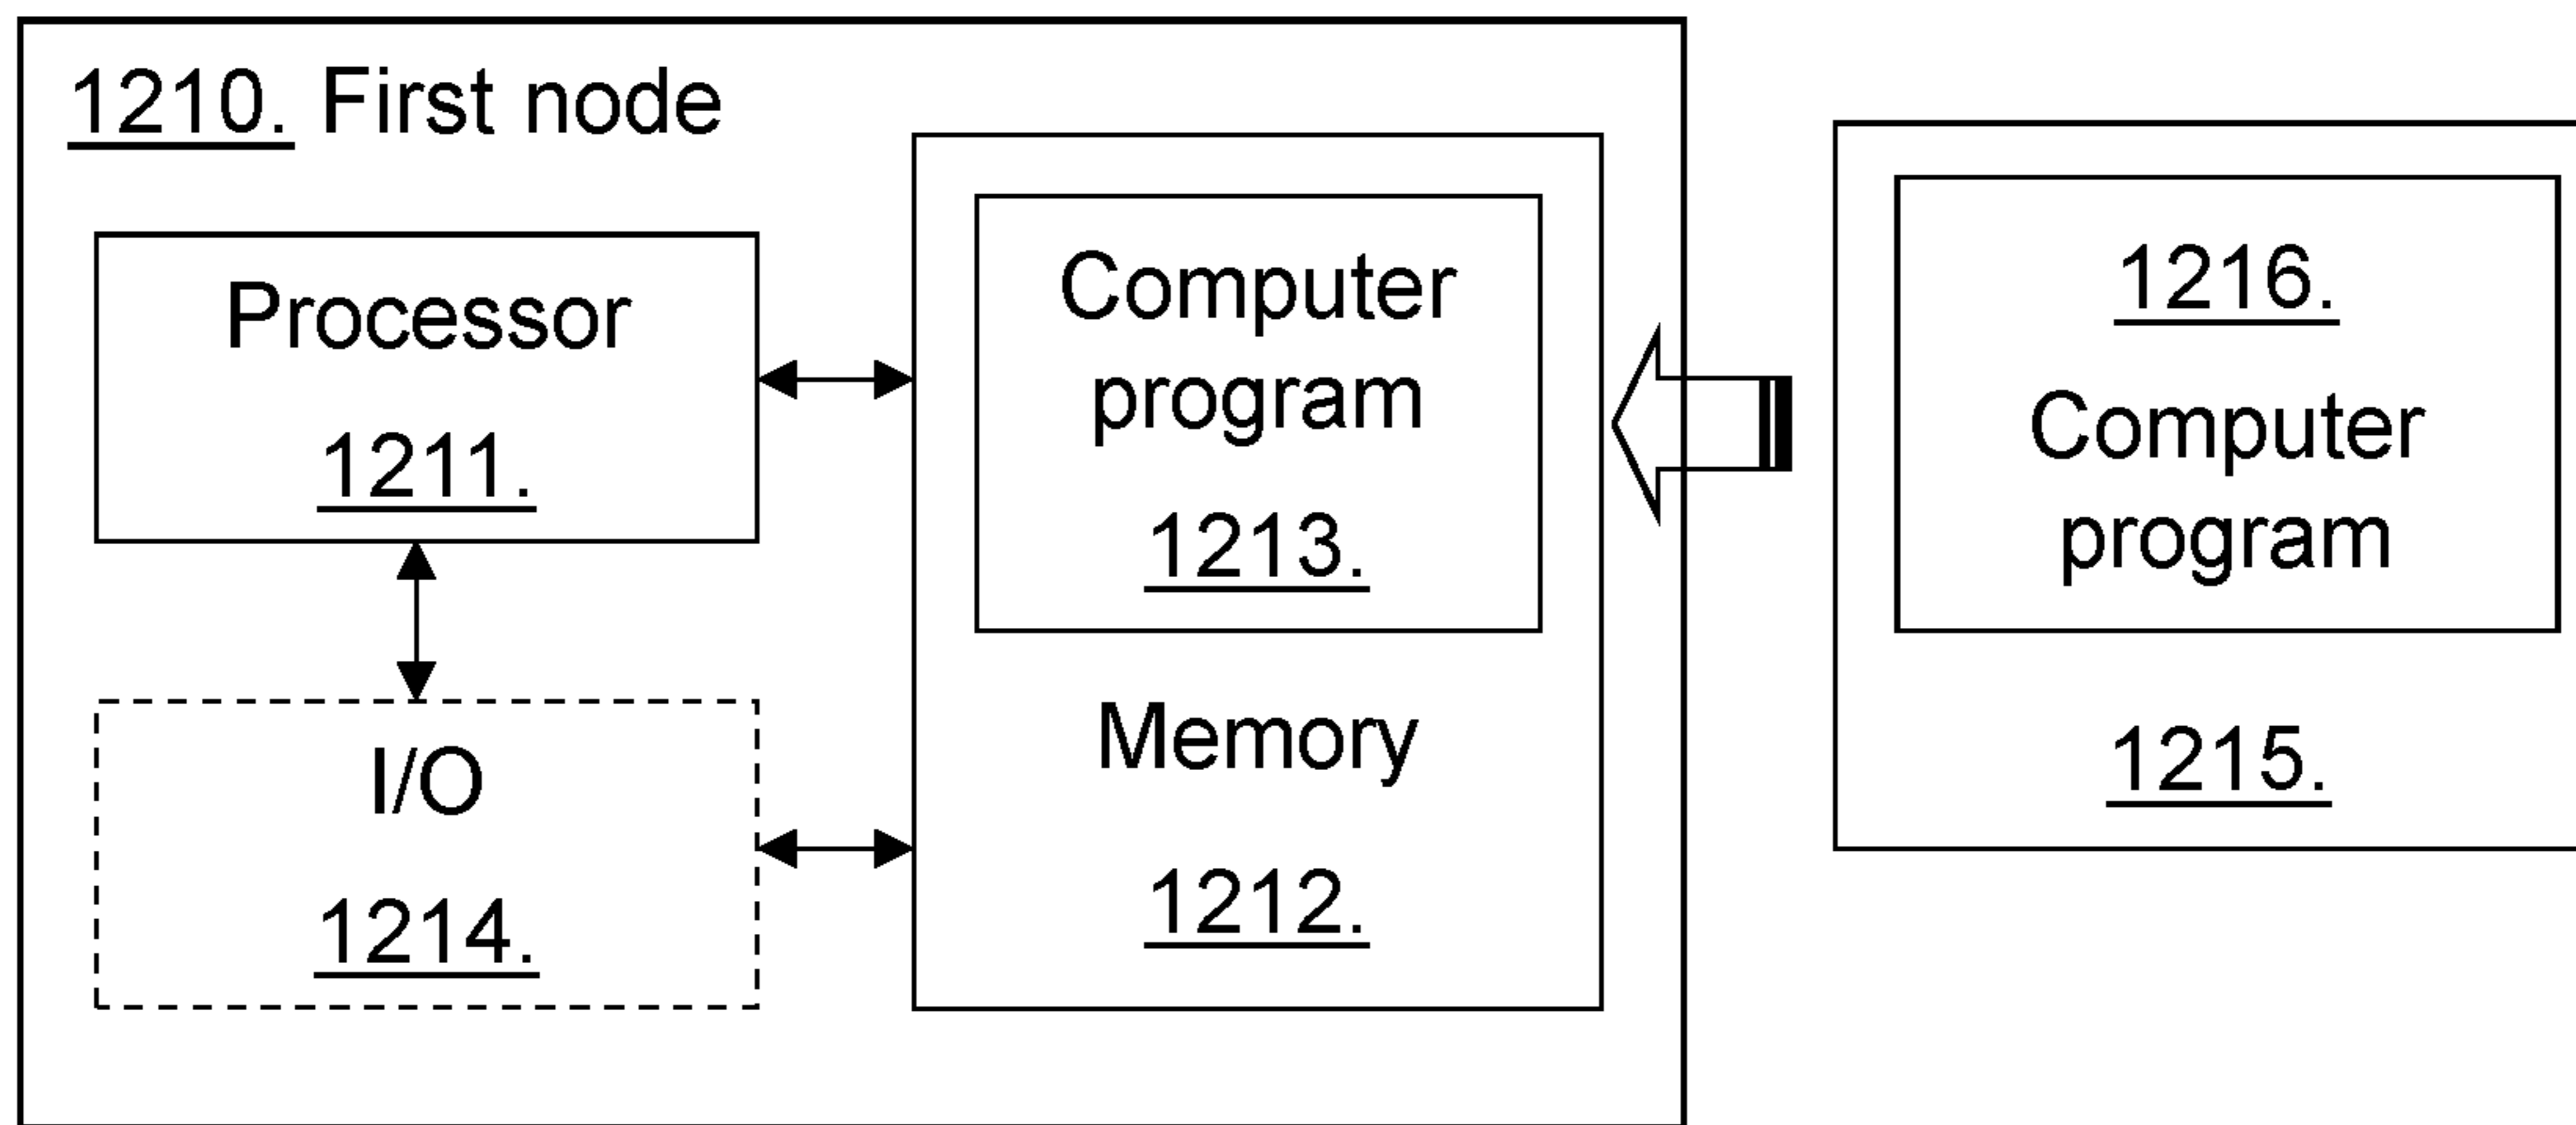 1210. First node
Processor
1211.
I/O
1214.
Computer
program
1213.
Memory
1212.
1216.
Computer
program
1215.